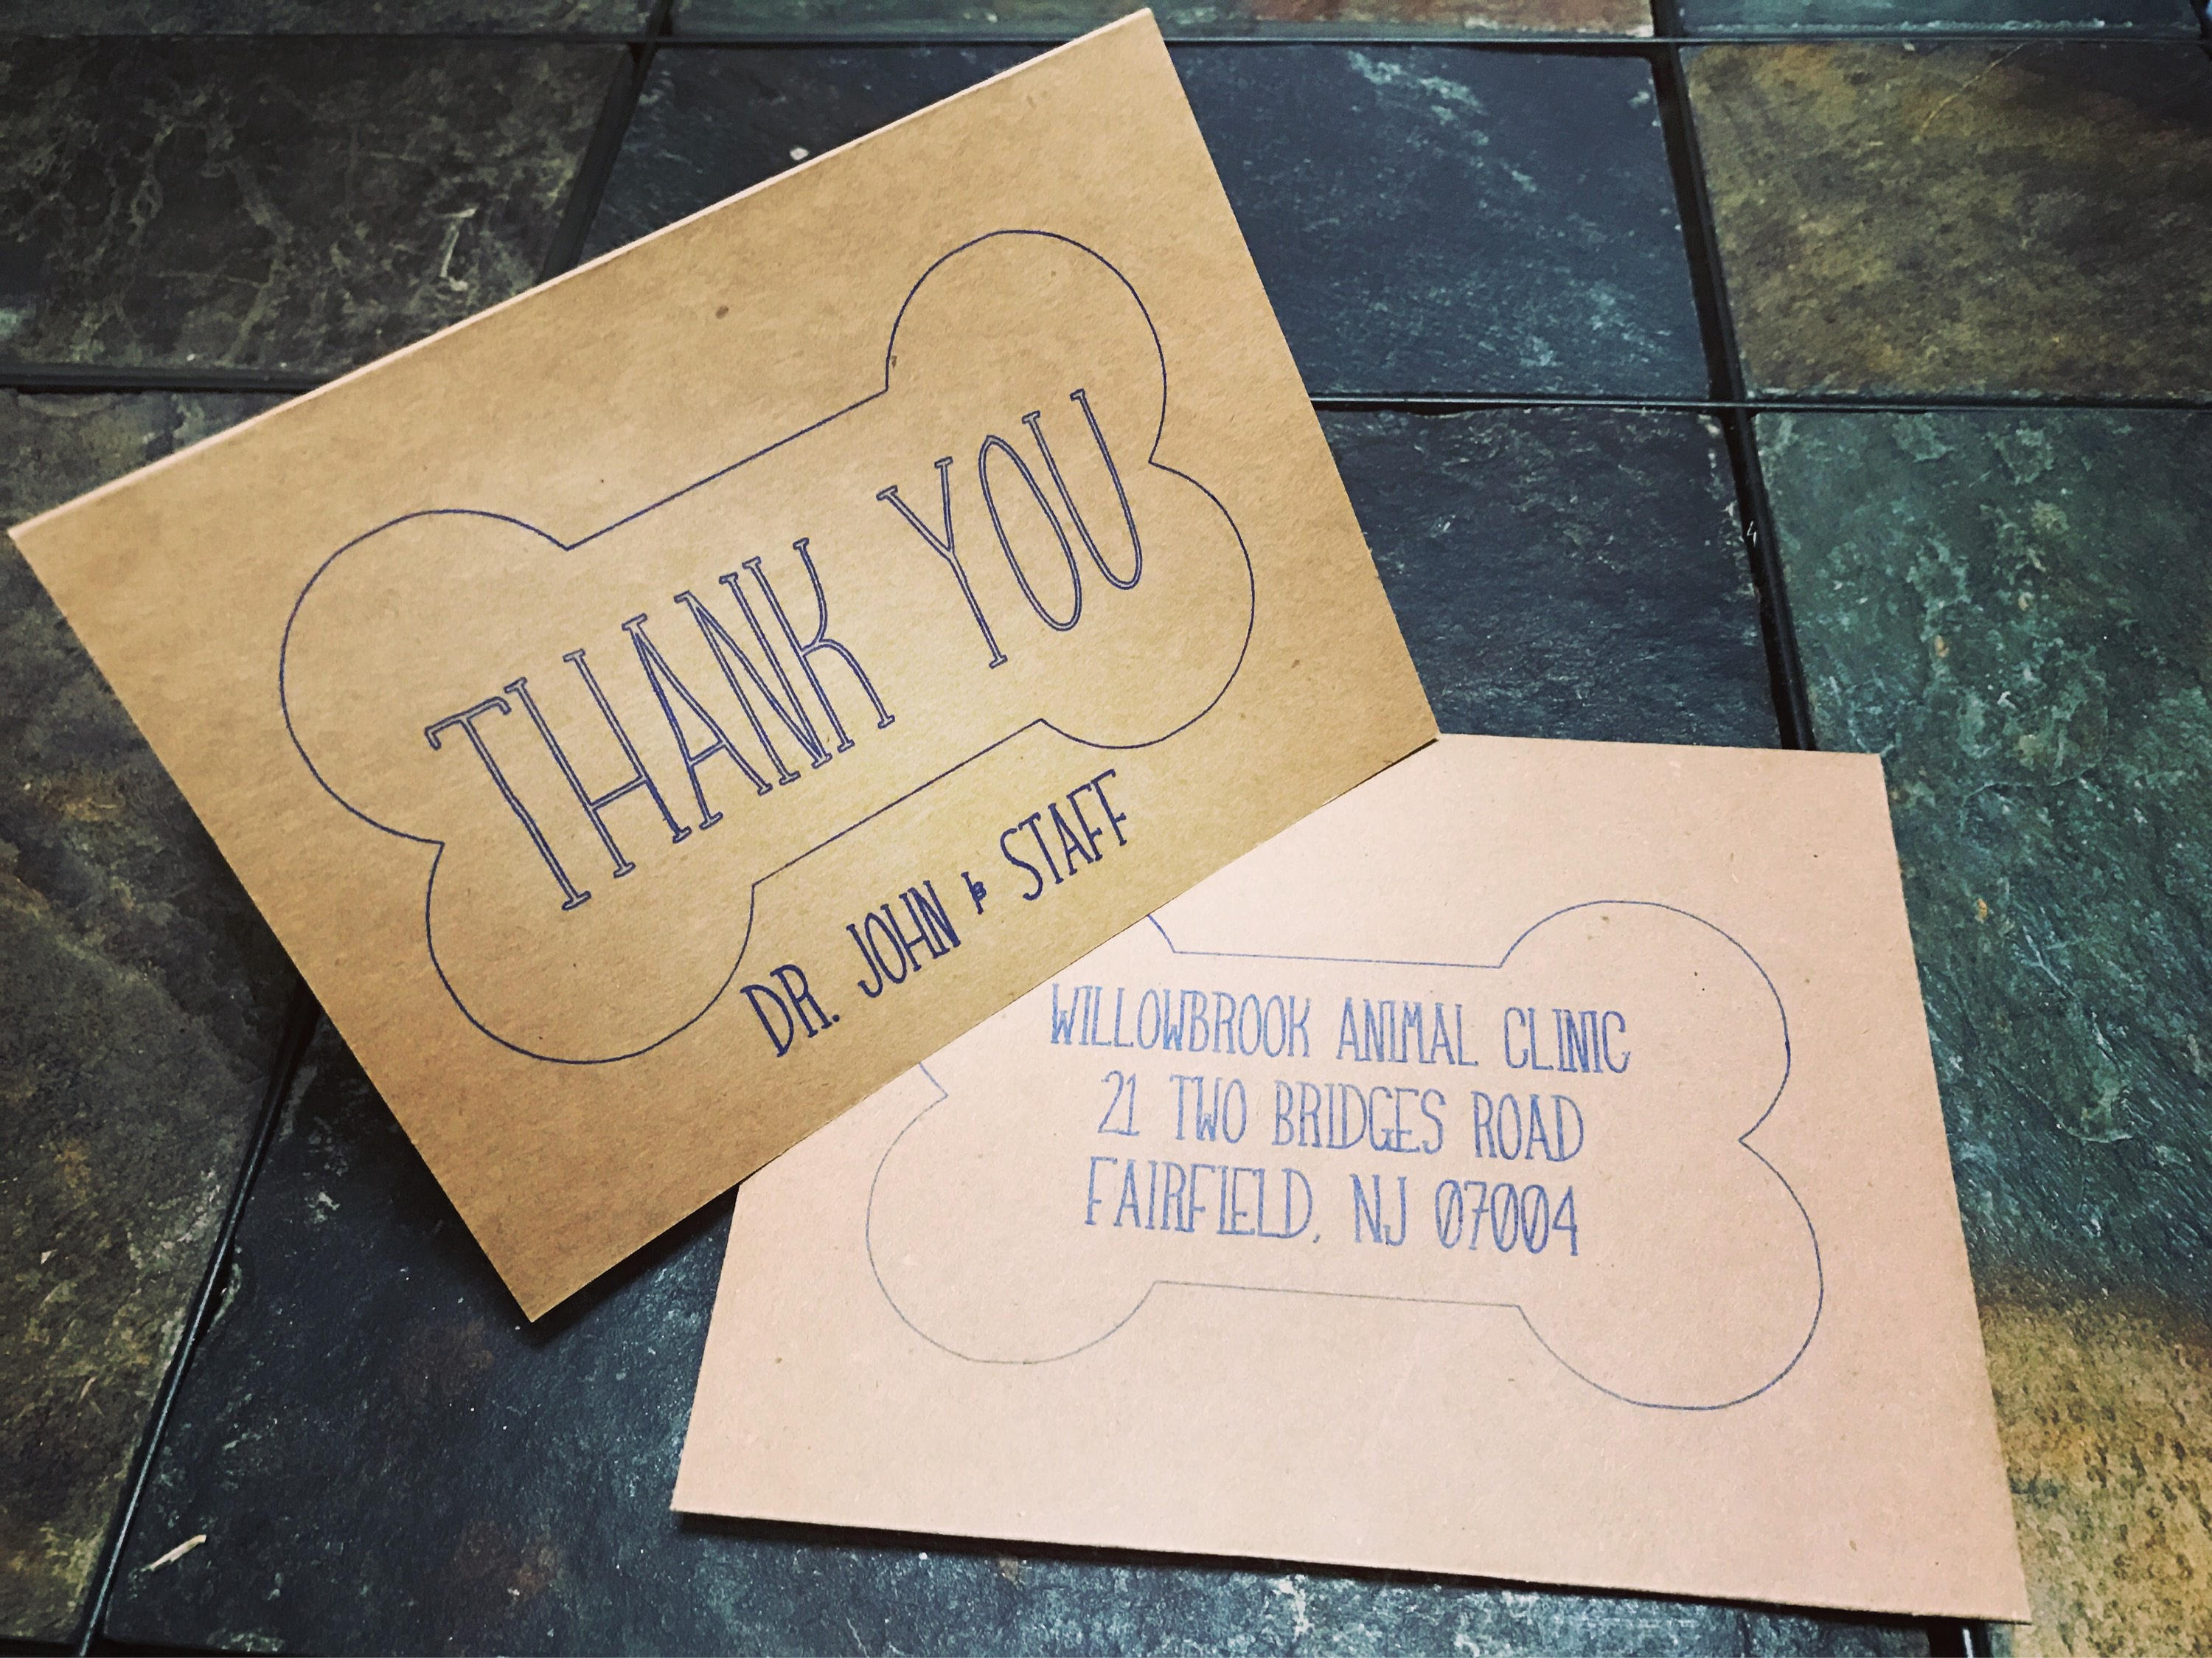 THANK YOU
DR. JOHN & STAFF
WILLOWBROOK ANIMAL CLINIC
21 TWO BRIDGES ROAD
FAIRFIELD, NJ 07004